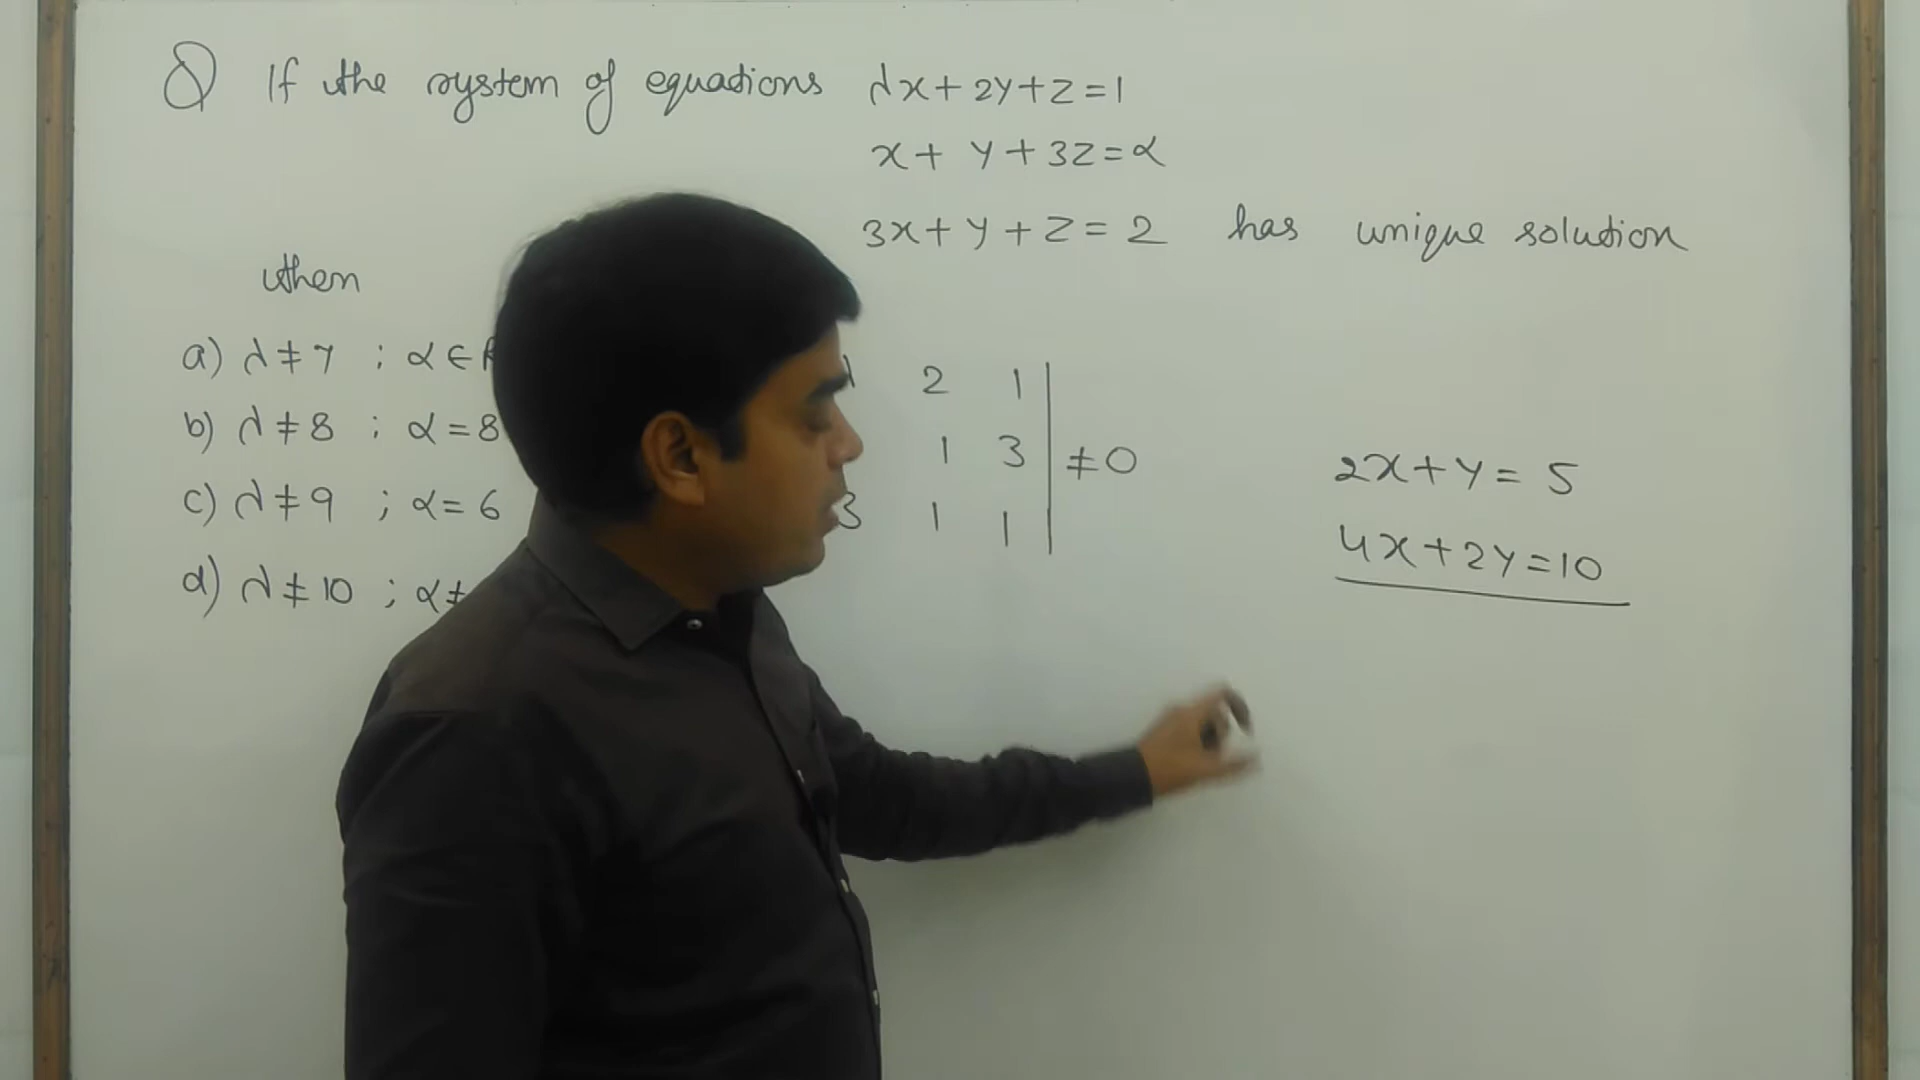 Q If the system of equations λx+2y+z=1
x+ y+3z=α
3x+y+z=2 has unique solution
then
a) λ≠7 ; α∈R
b) λ≠8 ; α=8
c) λ≠9 ; α=6
d) λ≠10 ; α≠
λ 2 1
1 3 ≠0
3 1 1
2x+y=5
4x+2y=10